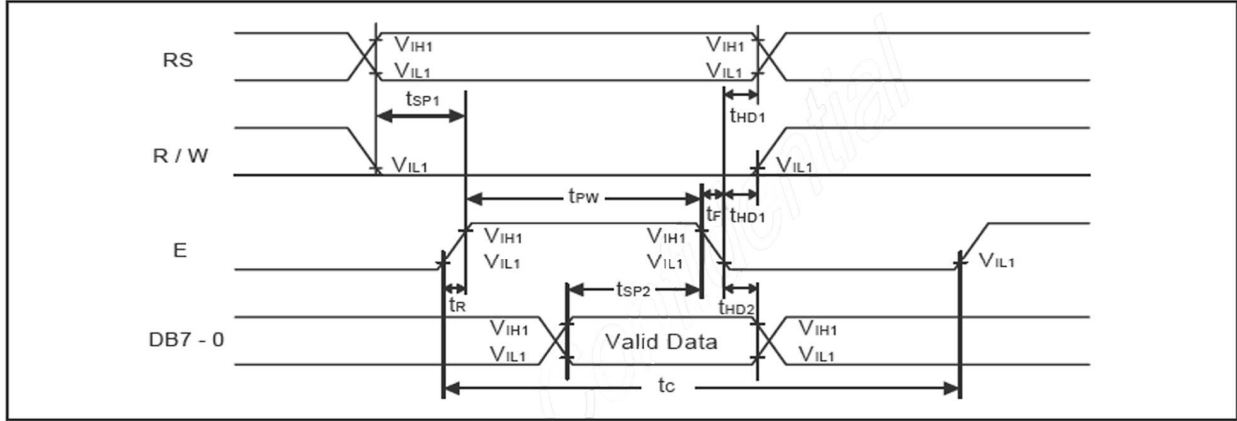 RS VIH1 VIH1
VIL1 VIL1
tSP1 tHD1
R / W VIL1 VIL1
tPW tF tHD1
E VIH1 VIH1
VIL1 VIL1 VIL1
tR tSP2 tHD2
DB7 - 0 VIH1 Valid Data VIH1
VIL1 VIL1
tc
Confidential